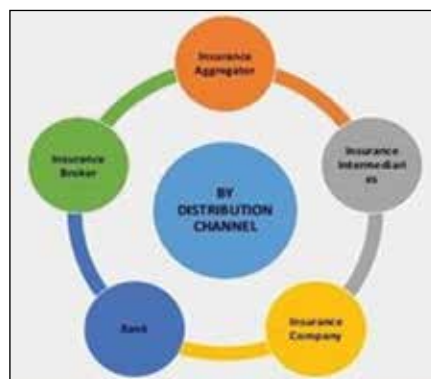 Insurance
Aggregator
Insurance
Intermediari
es
Insurance
Company
Bank
Insurance
Broker
BY
DISTRIBUTION
CHANNEL